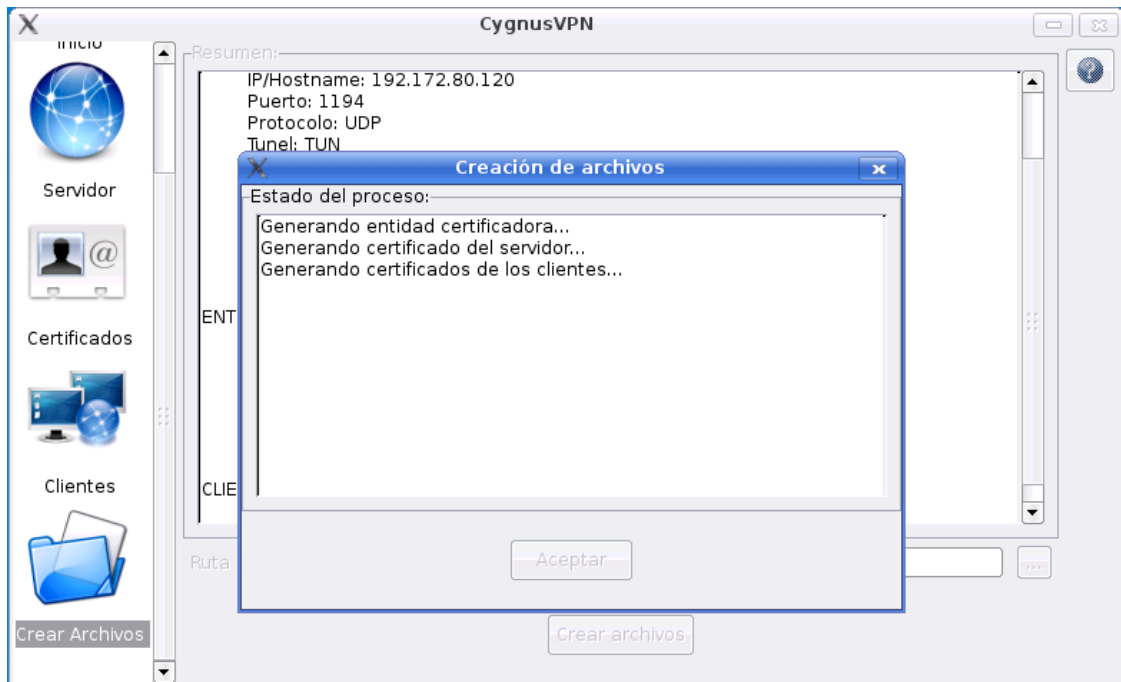 CygnusVPN
Inicio
Servidor
Certificados
Clientes
Crear Archivos
Resumen:
IP/Hostname: 192.172.80.120
Puerto: 1194
Protocolo: UDP
Tunel: TUN
ENT
CLIE
Creación de archivos
Estado del proceso:
Generando entidad certificadora...
Generando certificado del servidor...
Generando certificados de los clientes...
Aceptar
Ruta
...
Crear archivos